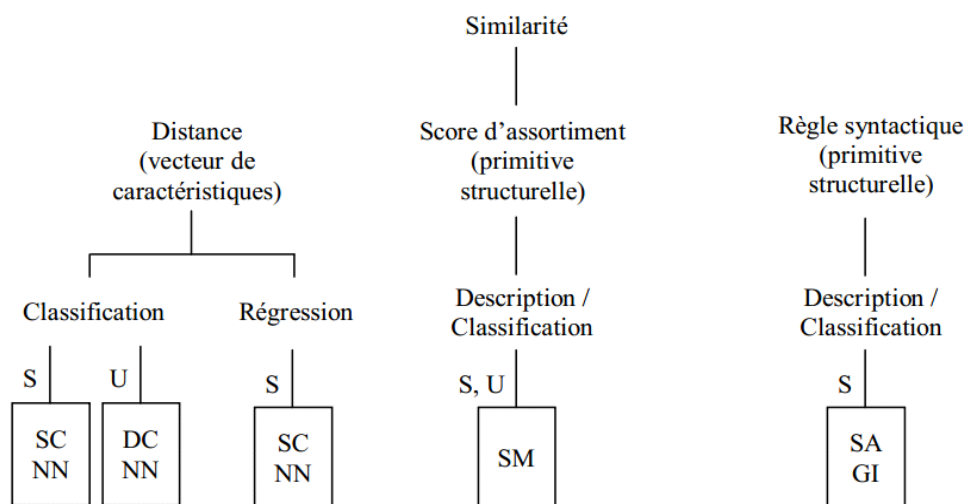 Similarité
Distance
(vecteur de
caractéristiques)
Score d’assortiment
(primitive
structurelle)
Règle syntactique
(primitive
structurelle)
Classification
Régression
Description /
Classification
Description /
Classification
S
U
S
S, U
S
SC
NN
DC
NN
SC
NN
SM
SA
GI